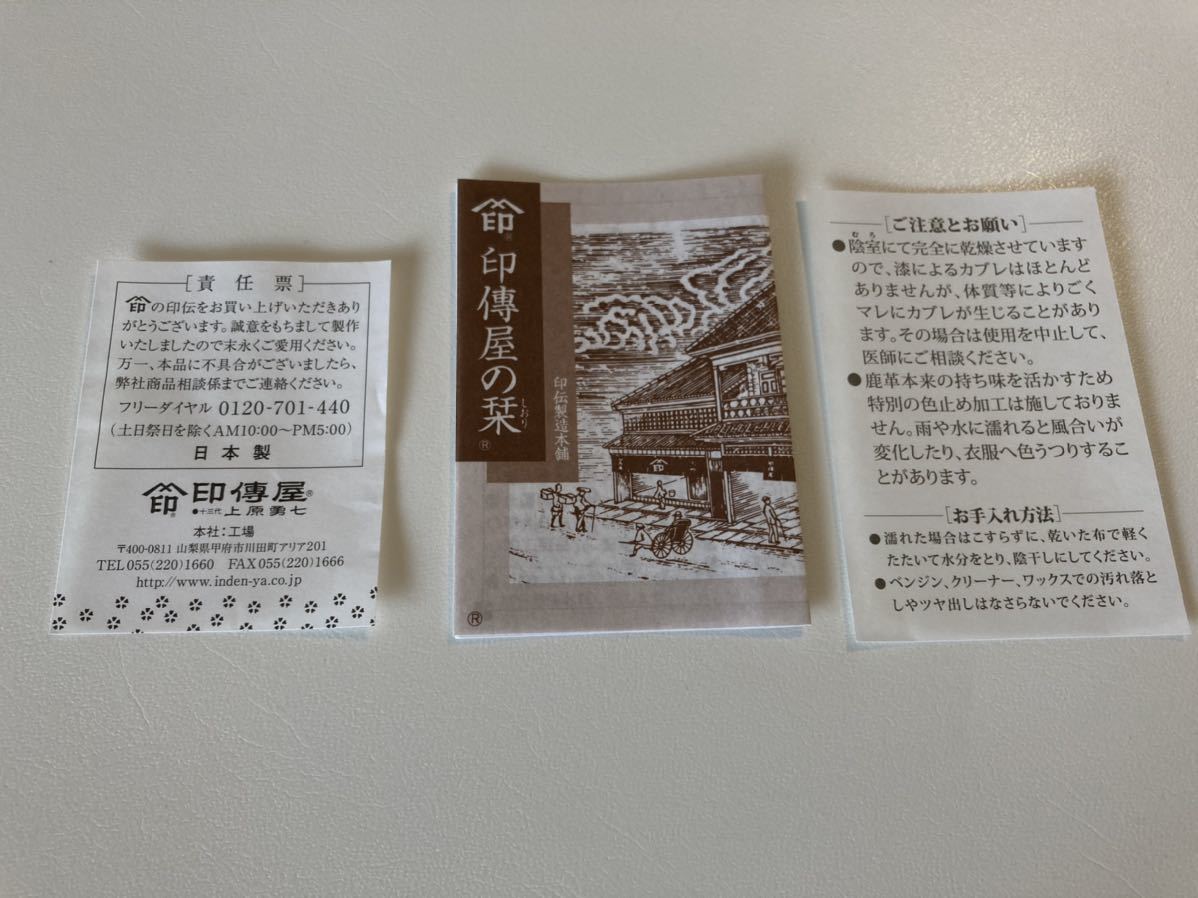 [責任票]
印の印伝をお買い上げいただきあり
がとうございます。誠意をもちまして製作
いたしましたので末永くご愛用ください。
万一、本品に不具合がございましたら、
弊社商品相談係までご連絡ください。
フリーダイヤル 0120-701-440
(土日祭日を除くAM10:00〜PM5:00)
日本製
印 印傳屋®
●十三代 上原勇七
本社:工場
〒400-0811 山梨県甲府市川田町アリア201
TEL055(220)1660 FAX055(220)1666
http://www.inden-ya.co.jp
印 印傳屋の栞®
しおり
印伝製造本舗
®
[ご注意とお願い]
むろ
●陰室にて完全に乾燥させています
ので、漆によるカブレはほとんど
ありませんが、体質等によりごく
マレにカブレが生じることがあり
ます。その場合は使用を中止して、
医師にご相談ください。
●鹿革本来の持ち味を活かすため
特別の色止め加工は施しておりま
せん。雨や水に濡れると風合いが
変化したり、衣服へ色うつりするこ
とがあります。
[お手入れ方法]
●濡れた場合はこすらずに、乾いた布で軽く
たたいて水分をとり、陰干しにしてください。
●ベンジン、クリーナー、ワックスでの汚れ落と
しやツヤ出しはなさらないでください。